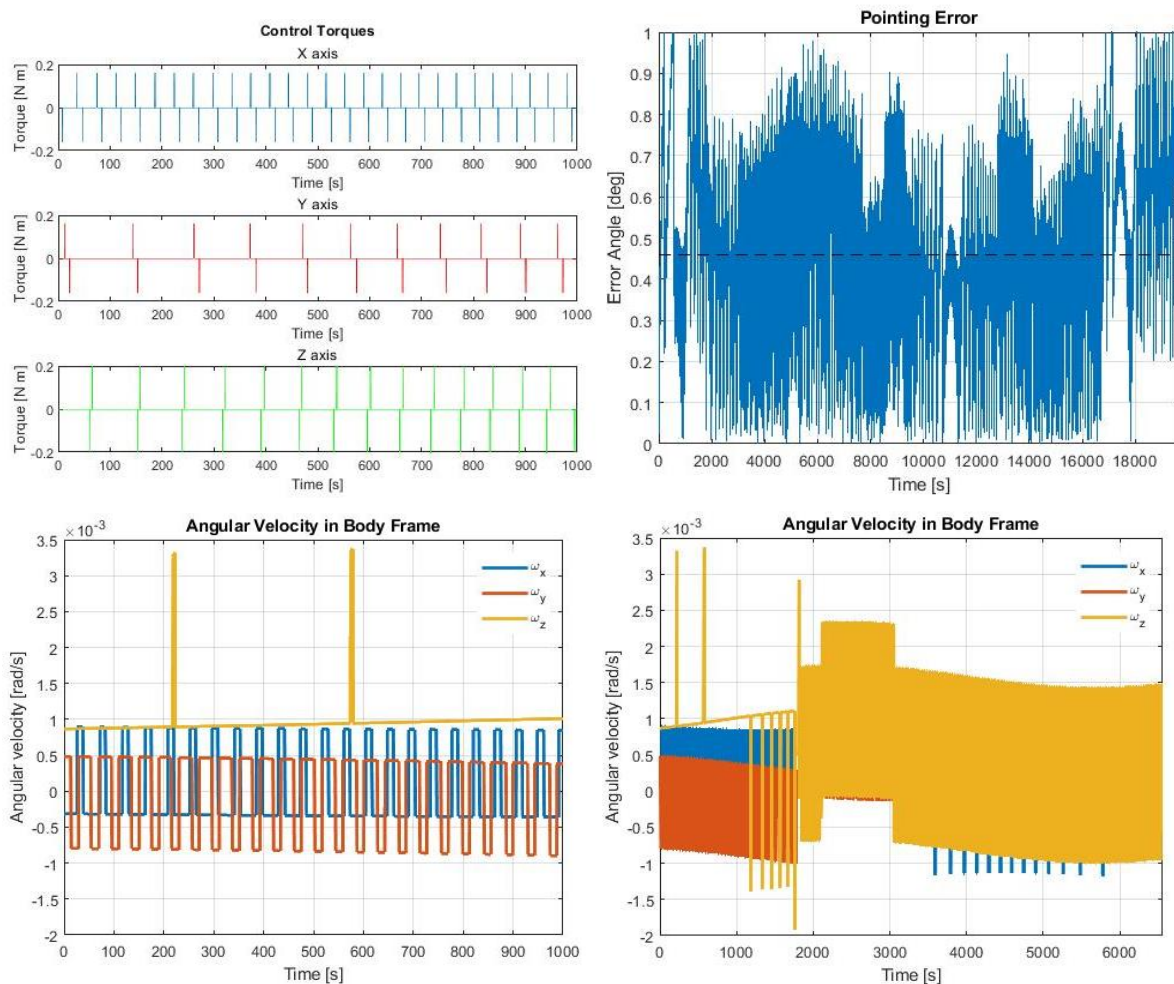 Control Torques
X axis
Torque [N m]
0.2
0
-0.2
0 100 200 300 400 500 600 700 800 900 1000
Time [s]
Y axis
Torque [N m]
0.2
0
-0.2
0 100 200 300 400 500 600 700 800 900 1000
Time [s]
Z axis
Torque [N m]
0.2
0
-0.2
0 100 200 300 400 500 600 700 800 900 1000
Time [s]
Pointing Error
Error Angle [deg]
1
0.9
0.8
0.7
0.6
0.5
0.4
0.3
0.2
0.1
0
0 2000 4000 6000 8000 10000 12000 14000 16000 18000
Time [s]
Angular Velocity in Body Frame
×10⁻³
Angular velocity [rad/s]
3.5
3
2.5
2
1.5
1
0.5
0
-0.5
-1
-1.5
-2
ω_x
ω_y
ω_z
0 100 200 300 400 500 600 700 800 900 1000
Time [s]
Angular Velocity in Body Frame
×10⁻³
Angular velocity [rad/s]
3.5
3
2.5
2
1.5
1
0.5
0
-0.5
-1
-1.5
-2
ω_x
ω_y
ω_z
0 1000 2000 3000 4000 5000 6000
Time [s]